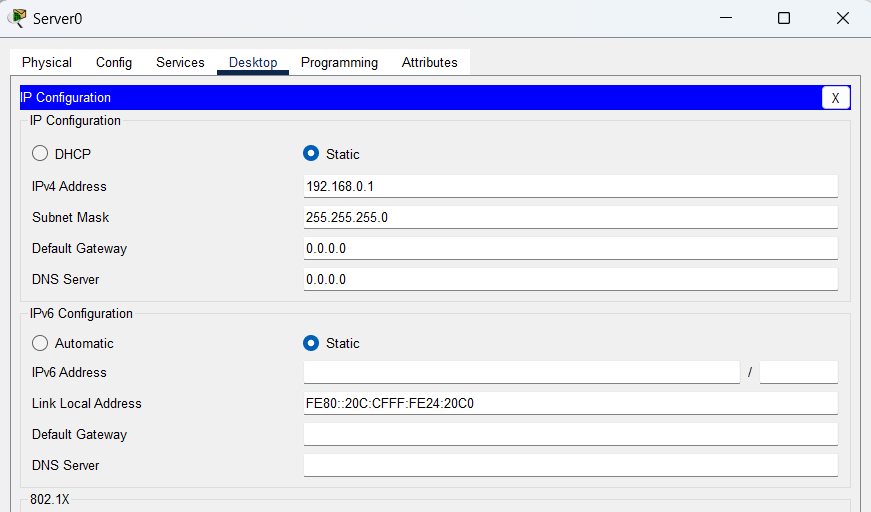 Server0
Physical Config Services Desktop Programming Attributes
IP Configuration X
IP Configuration
DHCP Static
IPv4 Address 192.168.0.1
Subnet Mask 255.255.255.0
Default Gateway 0.0.0.0
DNS Server 0.0.0.0
IPv6 Configuration
Automatic Static
IPv6 Address /
Link Local Address FE80::20C:CFFF:FE24:20C0
Default Gateway
DNS Server
802.1X